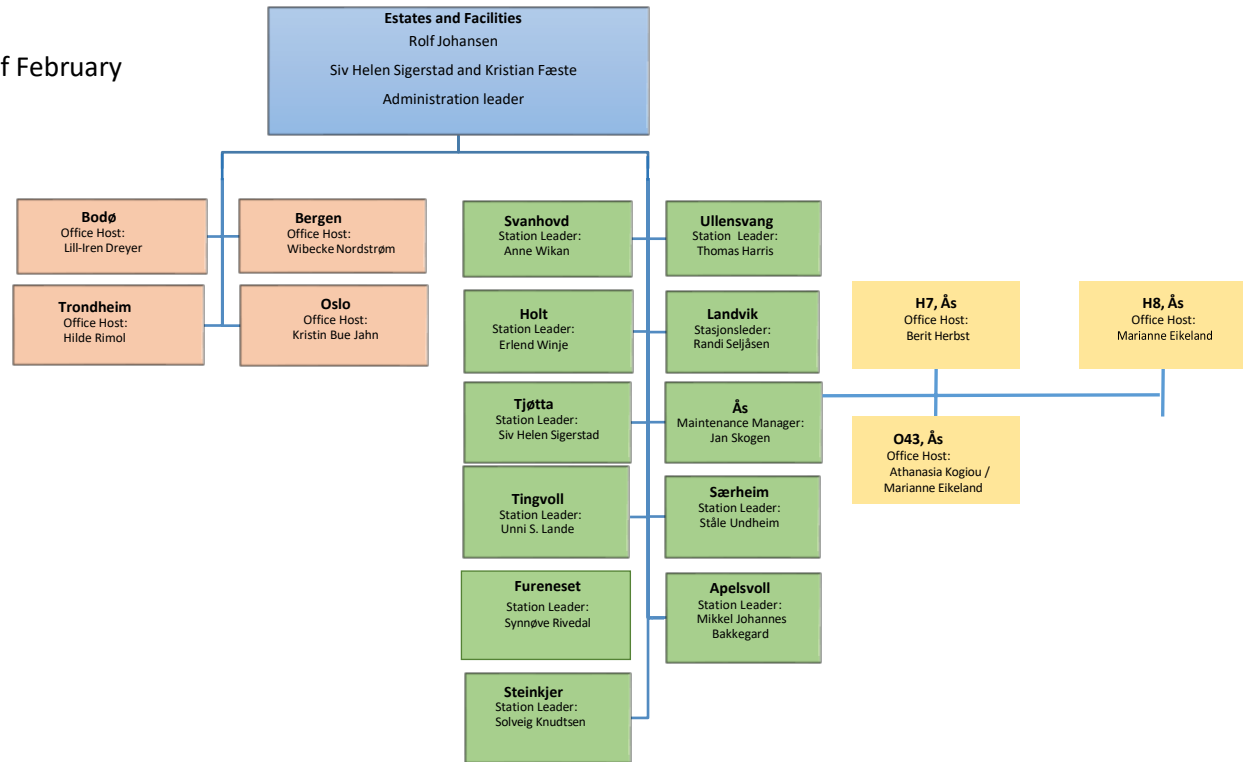 Estates and Facilities
Rolf Johansen
Siv Helen Sigerstad and Kristian Fæste
Administration leader
f February
Bodø
Office Host:
Lill-Iren Dreyer
Bergen
Office Host:
Wibecke Nordstrøm
Trondheim
Office Host:
Hilde Rimol
Oslo
Office Host:
Kristin Bue Jahn
Svanhovd
Station Leader:
Anne Wikan
Ullensvang
Station Leader:
Thomas Harris
Holt
Station Leader:
Erlend Winje
Landvik
Stasjonsleder:
Randi Seljåsen
H7, Ås
Office Host:
Berit Herbst
H8, Ås
Office Host:
Marianne Eikeland
Tjøtta
Station Leader:
Siv Helen Sigerstad
Ås
Maintenance Manager:
Jan Skogen
O43, Ås
Office Host:
Athanasia Kogiou /
Marianne Eikeland
Tingvoll
Station Leader:
Unni S. Lande
Særheim
Station Leader:
Ståle Undheim
Fureneset
Station Leader:
Synnøve Rivedal
Apelsvoll
Station Leader:
Mikkel Johannes
Bakkegard
Steinkjer
Station Leader:
Solveig Knudtsen